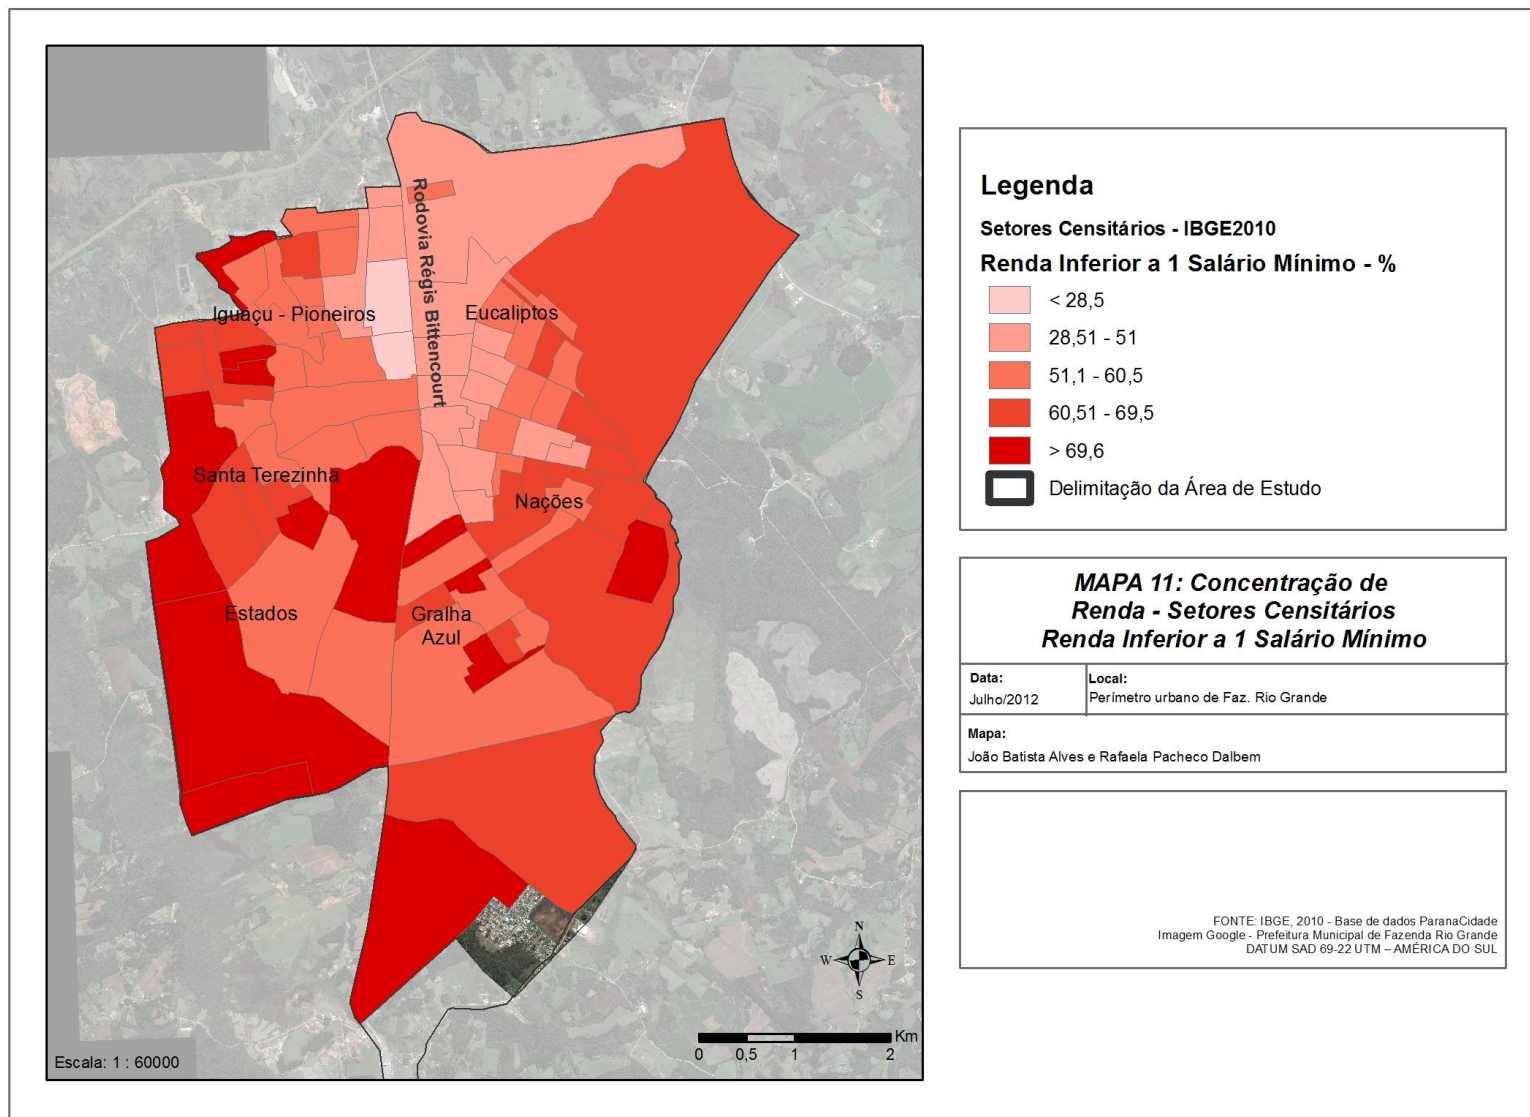 Rodovia Régis Bittencourt
Iguaçu - Pioneiros
Eucaliptos
Santa Terezinha
Nações
Estados
Gralha
Azul
N
W
E
S
Km
0
0,5
1
2
Escala: 1 : 60000
Legenda
Setores Censitários - IBGE2010
Renda Inferior a 1 Salário Mínimo - %
< 28,5
28,51 - 51
51,1 - 60,5
60,51 - 69,5
> 69,6
Delimitação da Área de Estudo
MAPA 11: Concentração de
Renda - Setores Censitários
Renda Inferior a 1 Salário Mínimo
Data:
Julho/2012
Local:
Perímetro urbano de Faz. Rio Grande
Mapa:
João Batista Alves e Rafaela Pacheco Dalbem
FONTE: IBGE, 2010 - Base de dados ParanaCidade
Imagem Google - Prefeitura Municipal de Fazenda Rio Grande
DATUM SAD 69-22 UTM – AMÉRICA DO SUL